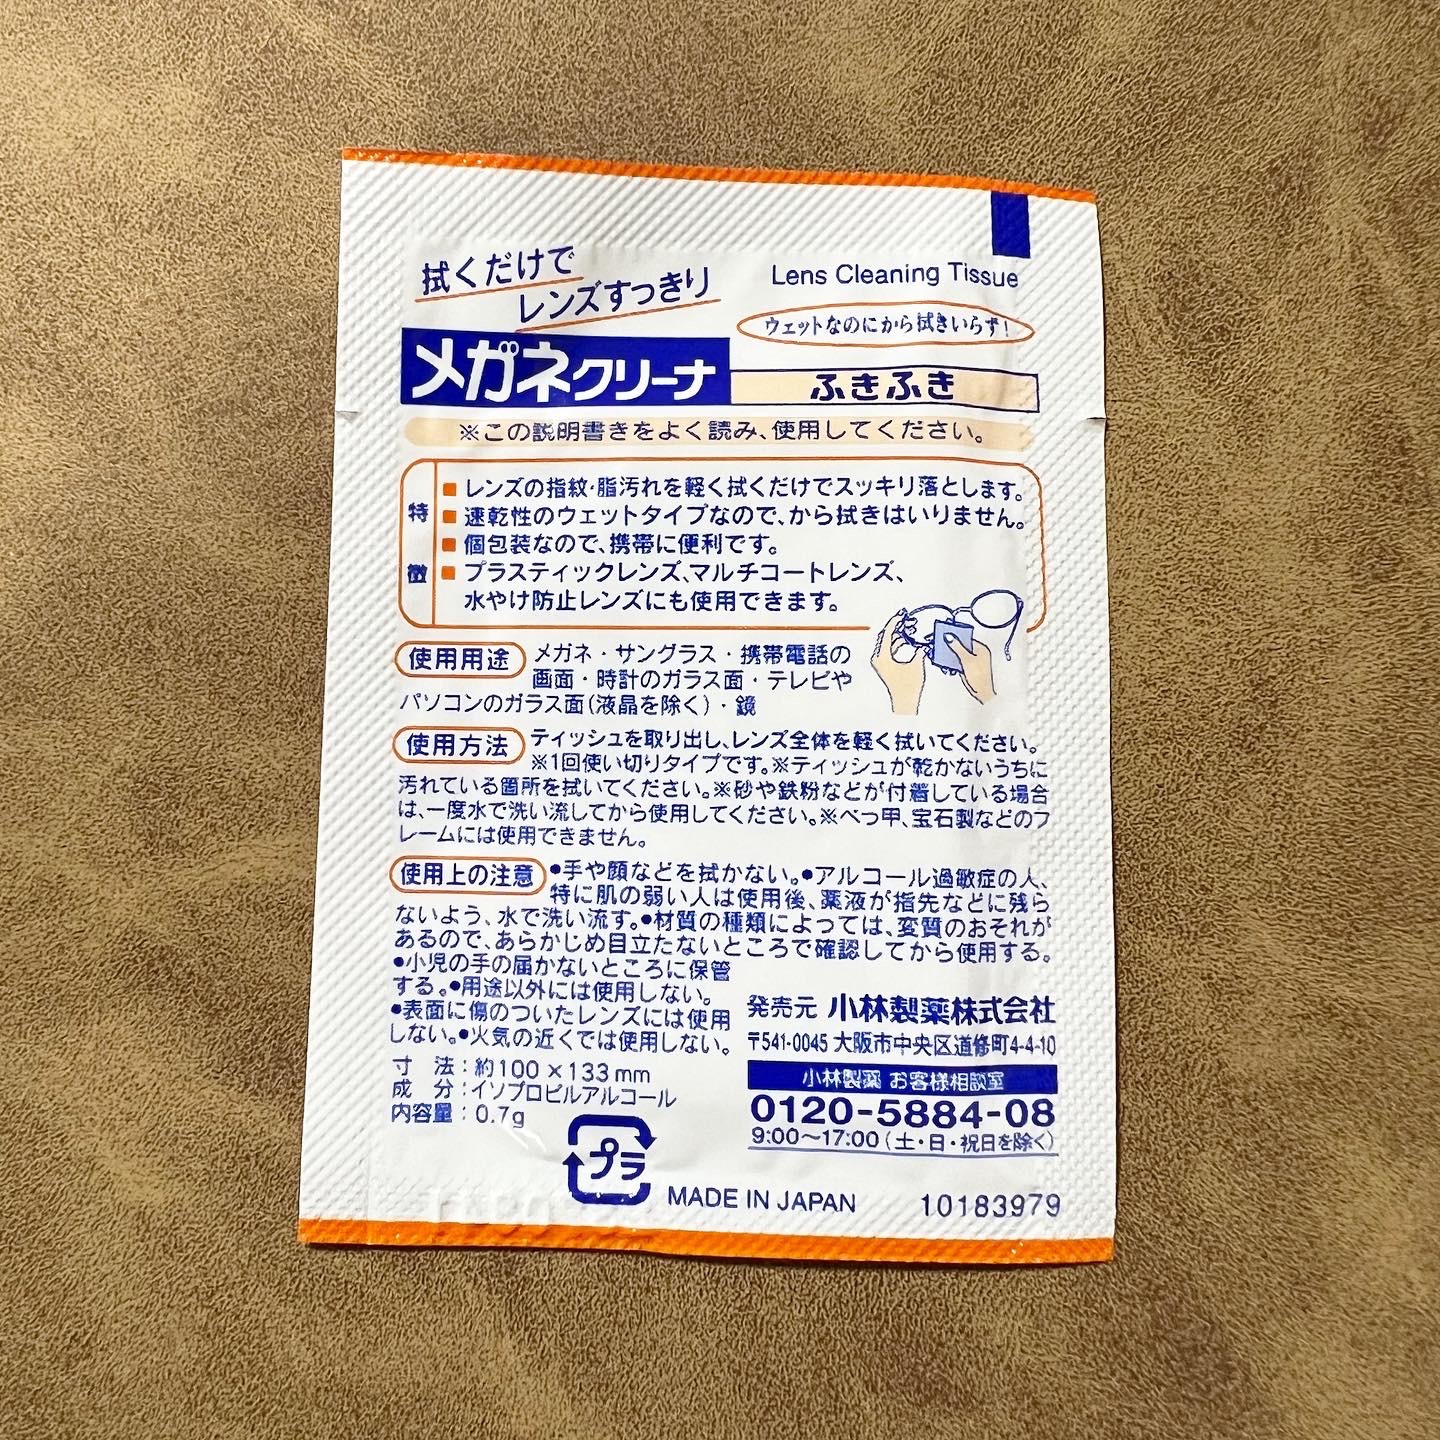 拭くだけで
レンズすっきり
Lens Cleaning Tissue
ウェットなのにから拭きいらず!
メガネクリーナ
ふきふき
※この説明書きをよく読み、使用してください。
特徴
■レンズの指紋・脂汚れを軽く拭くだけでスッキリ落とします。
■速乾性のウェットタイプなので、から拭きはいりません。
■個包装なので、携帯に便利です。
■プラスティックレンズ、マルチコートレンズ、
水やけ防止レンズにも使用できます。
使用用途 メガネ・サングラス・携帯電話の
画面・時計のガラス面・テレビや
パソコンのガラス面(液晶を除く)・鏡
使用方法 ティッシュを取り出し、レンズ全体を軽く拭いてください。
※1回使い切りタイプです。※ティッシュが乾かないうちに
汚れている箇所を拭いてください。※砂や鉄粉などが付着している場合
は、一度水で洗い流してから使用してください。※べっ甲、宝石製などのフ
レームには使用できません。
使用上の注意 ●手や顔などを拭かない。●アルコール過敏症の人、
特に肌の弱い人は使用後、薬液が指先などに残ら
ないよう、水で洗い流す。●材質の種類によっては、変質のおそれが
あるので、あらかじめ目立たないところで確認してから使用する。
●小児の手の届かないところに保管
する。●用途以外には使用しない。
●表面に傷のついたレンズには使用
しない。●火気の近くでは使用しない。
寸 法:約100×133mm
成 分:イソプロピルアルコール
内容量:0.7g
発売元 小林製薬株式会社
〒541-0045 大阪市中央区道修町4-4-10
小林製薬 お客様相談室
0120-5884-08
9:00〜17:00(土・日・祝日を除く)
プラ
MADE IN JAPAN
10183979